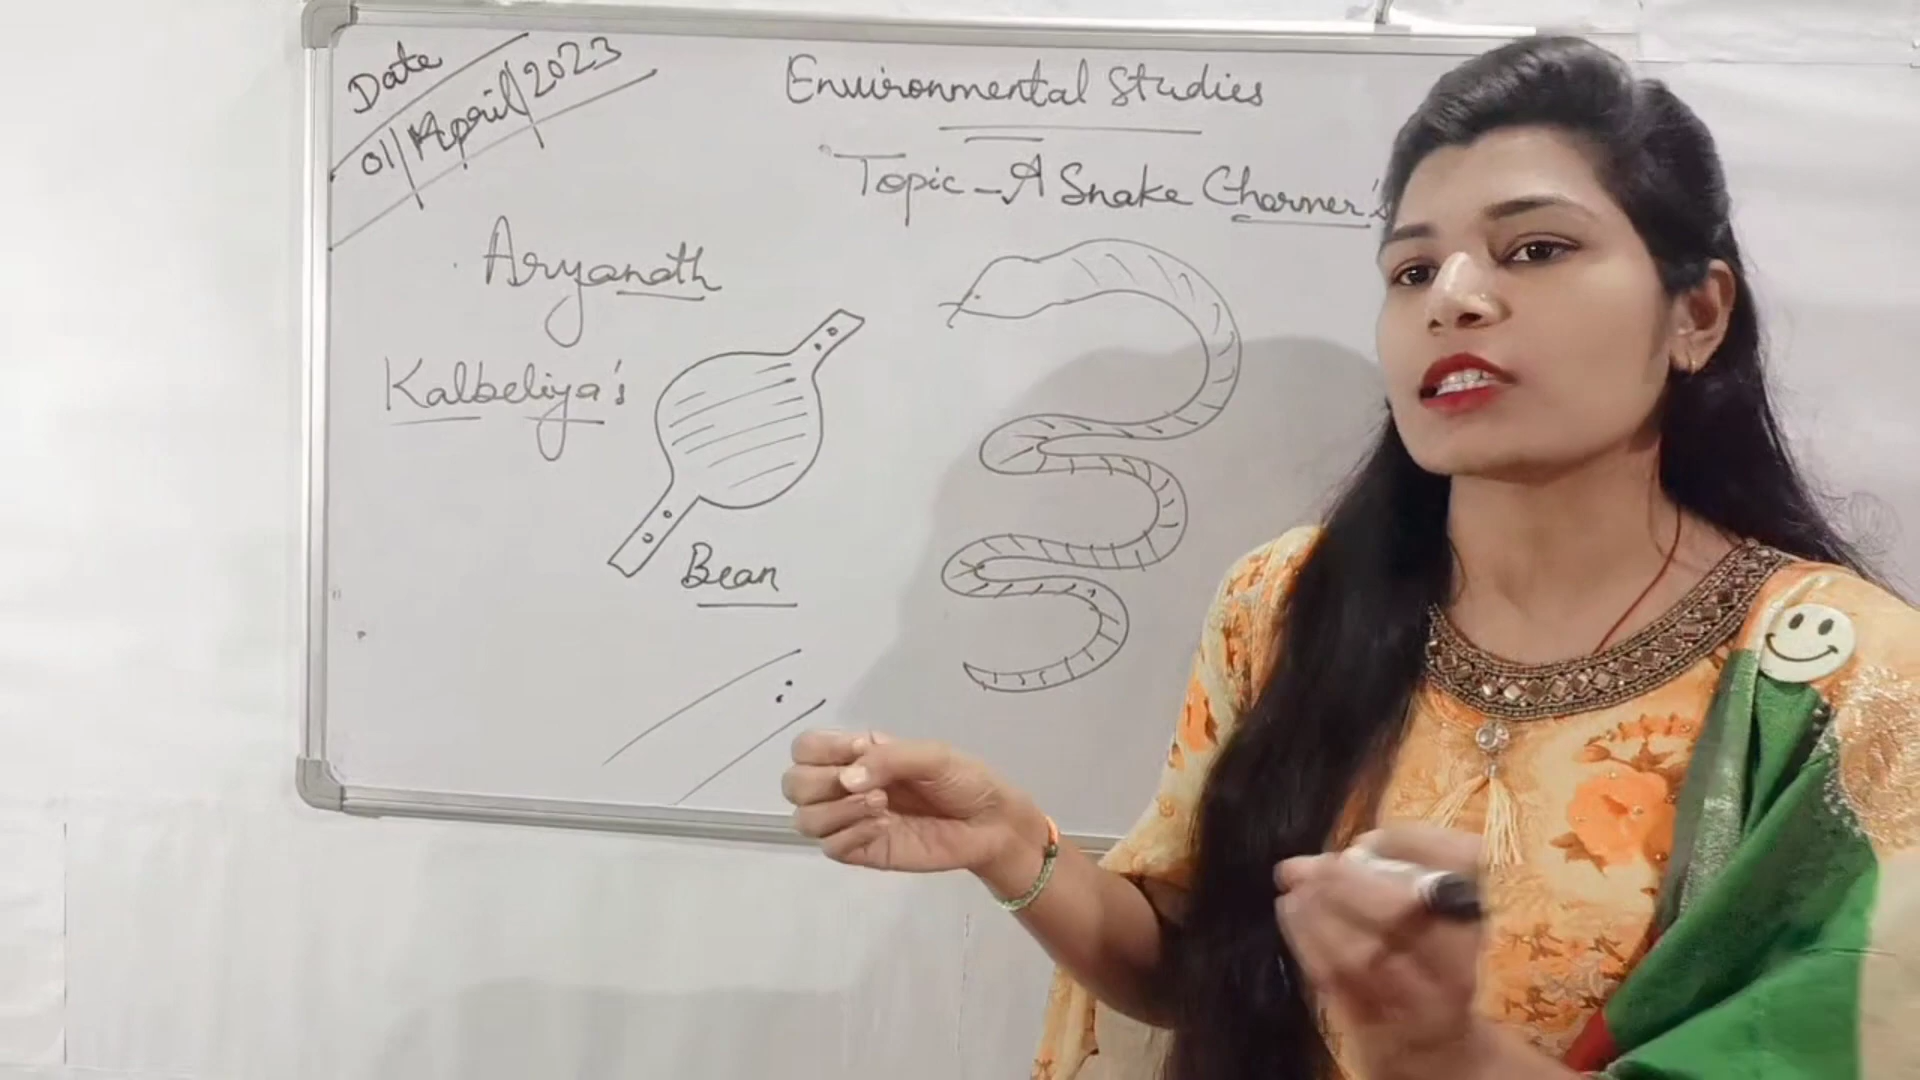 Date
01/April/2023
Environmental Studies
Topic - A Snake Charmer's
Aryanath
Kalbeliya's
Bean